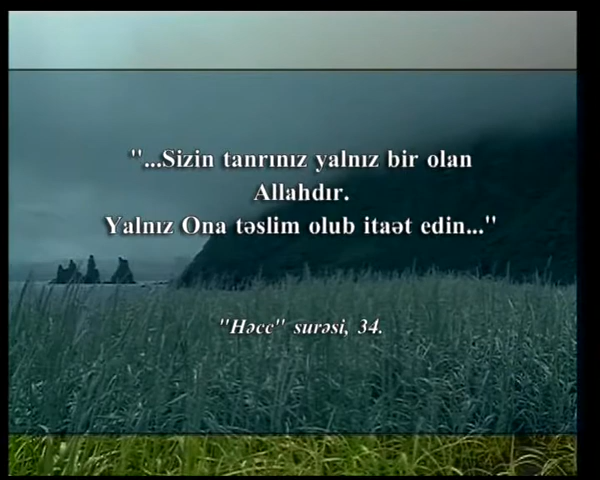 "...Sizin tanrınız yalnız bir olan
Allahdır.
Yalnız Ona təslim olub itaət edin..."
"Həcc" surəsi, 34.